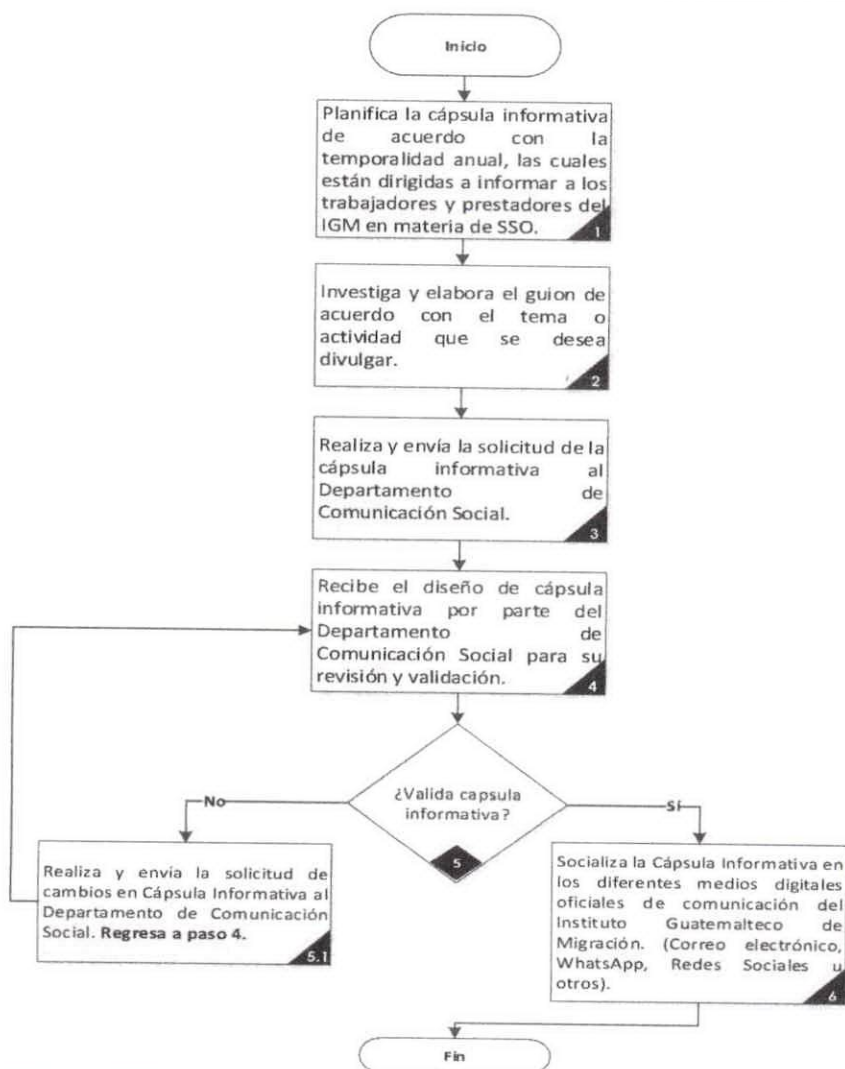 Inicio
Planifica la cápsula informativa
de acuerdo con la
temporalidad anual, las cuales
están dirigidas a informar a los
trabajadores y prestadores del
IGM en materia de SSO.
1
Investiga y elabora el guion de
acuerdo con el tema o
actividad que se desea
divulgar.
2
Realiza y envía la solicitud de la
cápsula informativa al
Departamento de
Comunicación Social.
3
Recibe el diseño de cápsula
informativa por parte del
Departamento de
Comunicación Social para su
revisión y validación.
4
¿Valida capsula
informativa?
5
No
Sí
Realiza y envía la solicitud de
cambios en Cápsula Informativa al
Departamento de Comunicación
Social. Regresa a paso 4.
5.1
Socializa la Cápsula Informativa en
los diferentes medios digitales
oficiales de comunicación del
Instituto Guatemalteco de
Migración. (Correo electrónico,
WhatsApp, Redes Sociales u
otros).
6
Fin